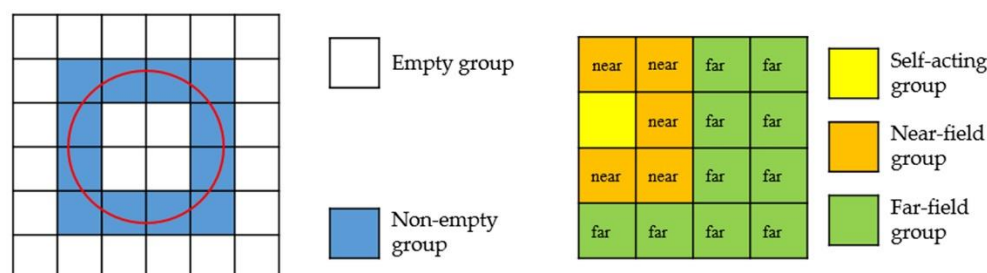 Empty group
Non-empty
group
near near far far
near far far
near near far far
far far far far
Self-acting
group
Near-field
group
Far-field
group